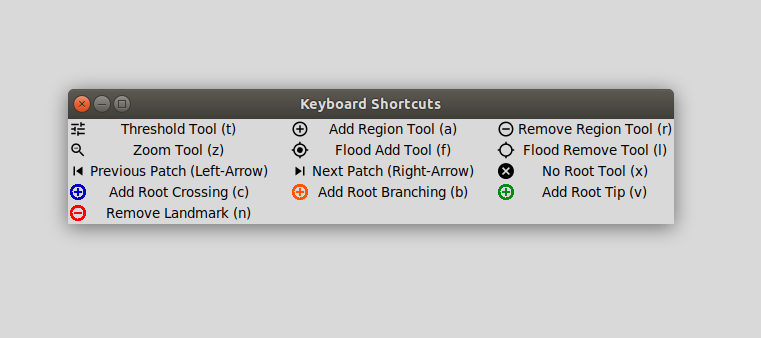 Keyboard Shortcuts
Threshold Tool (t) Add Region Tool (a) Remove Region Tool (r)
Zoom Tool (z) Flood Add Tool (f) Flood Remove Tool (l)
Previous Patch (Left-Arrow) Next Patch (Right-Arrow) No Root Tool (x)
Add Root Crossing (c) Add Root Branching (b) Add Root Tip (v)
Remove Landmark (n)